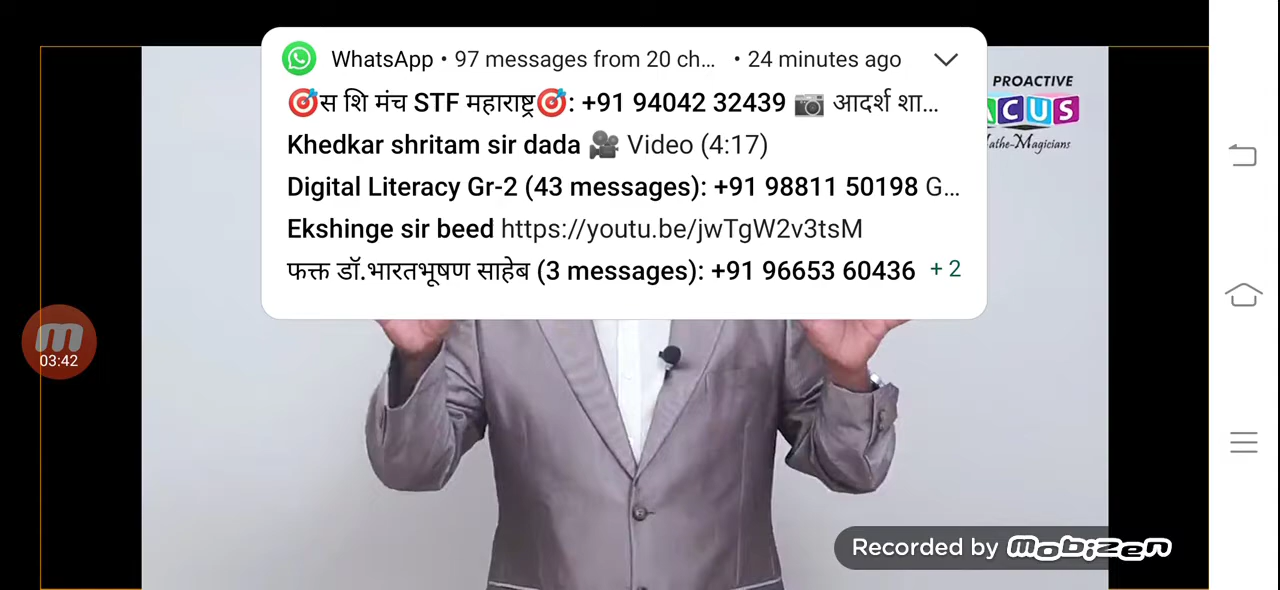 WhatsApp • 97 messages from 20 ch... • 24 minutes ago
🎯स शि मंच STF महाराष्ट्र🎯: +91 94042 32439 📷 आदर्श शा...
Khedkar shritam sir dada 🎥 Video (4:17)
Digital Literacy Gr-2 (43 messages): +91 98811 50198 G...
Ekshinge sir beed https://youtu.be/jwTgW2v3tsM
फक्त डॉ.भारतभूषण साहेब (3 messages): +91 96653 60436 + 2
PROACTIVE
ACUS
Mathe-Magicians
03:42
Recorded by mobizen